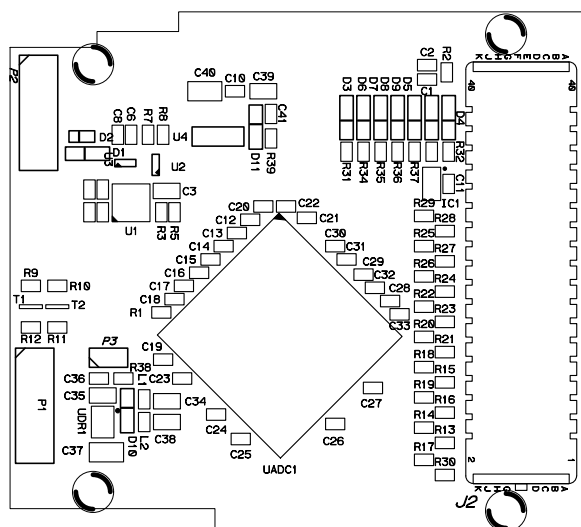 K J H G F E D C B A
40 40
P2
C40
C10
C39
C2
R2
C1
D3
D6
D7
D8
D9
D5
D4
C41
C8
C6
R7
R8
U4
D11
R39
D2
D1
U3
U2
R31
R34
R35
R36
R37
R32
C11
IC1
C3
U1
R3
R5
C20
C22
C12
C21
C13
C14
C30
C15
C31
C16
C29
C17
C32
C18
C28
R1
C33
R29
R28
R25
R27
R26
R24
R22
R23
R20
R21
R18
R15
R19
R16
R14
R13
R17
R30
R9
R10
T1
T2
R12
R11
P3
C19
R38
C36
C23
L1
C35
C34
C27
P1
UDR1
C24
C38
D10
L2
C25
C26
C37
UADC1
2 1
K J H G D C B A
J2